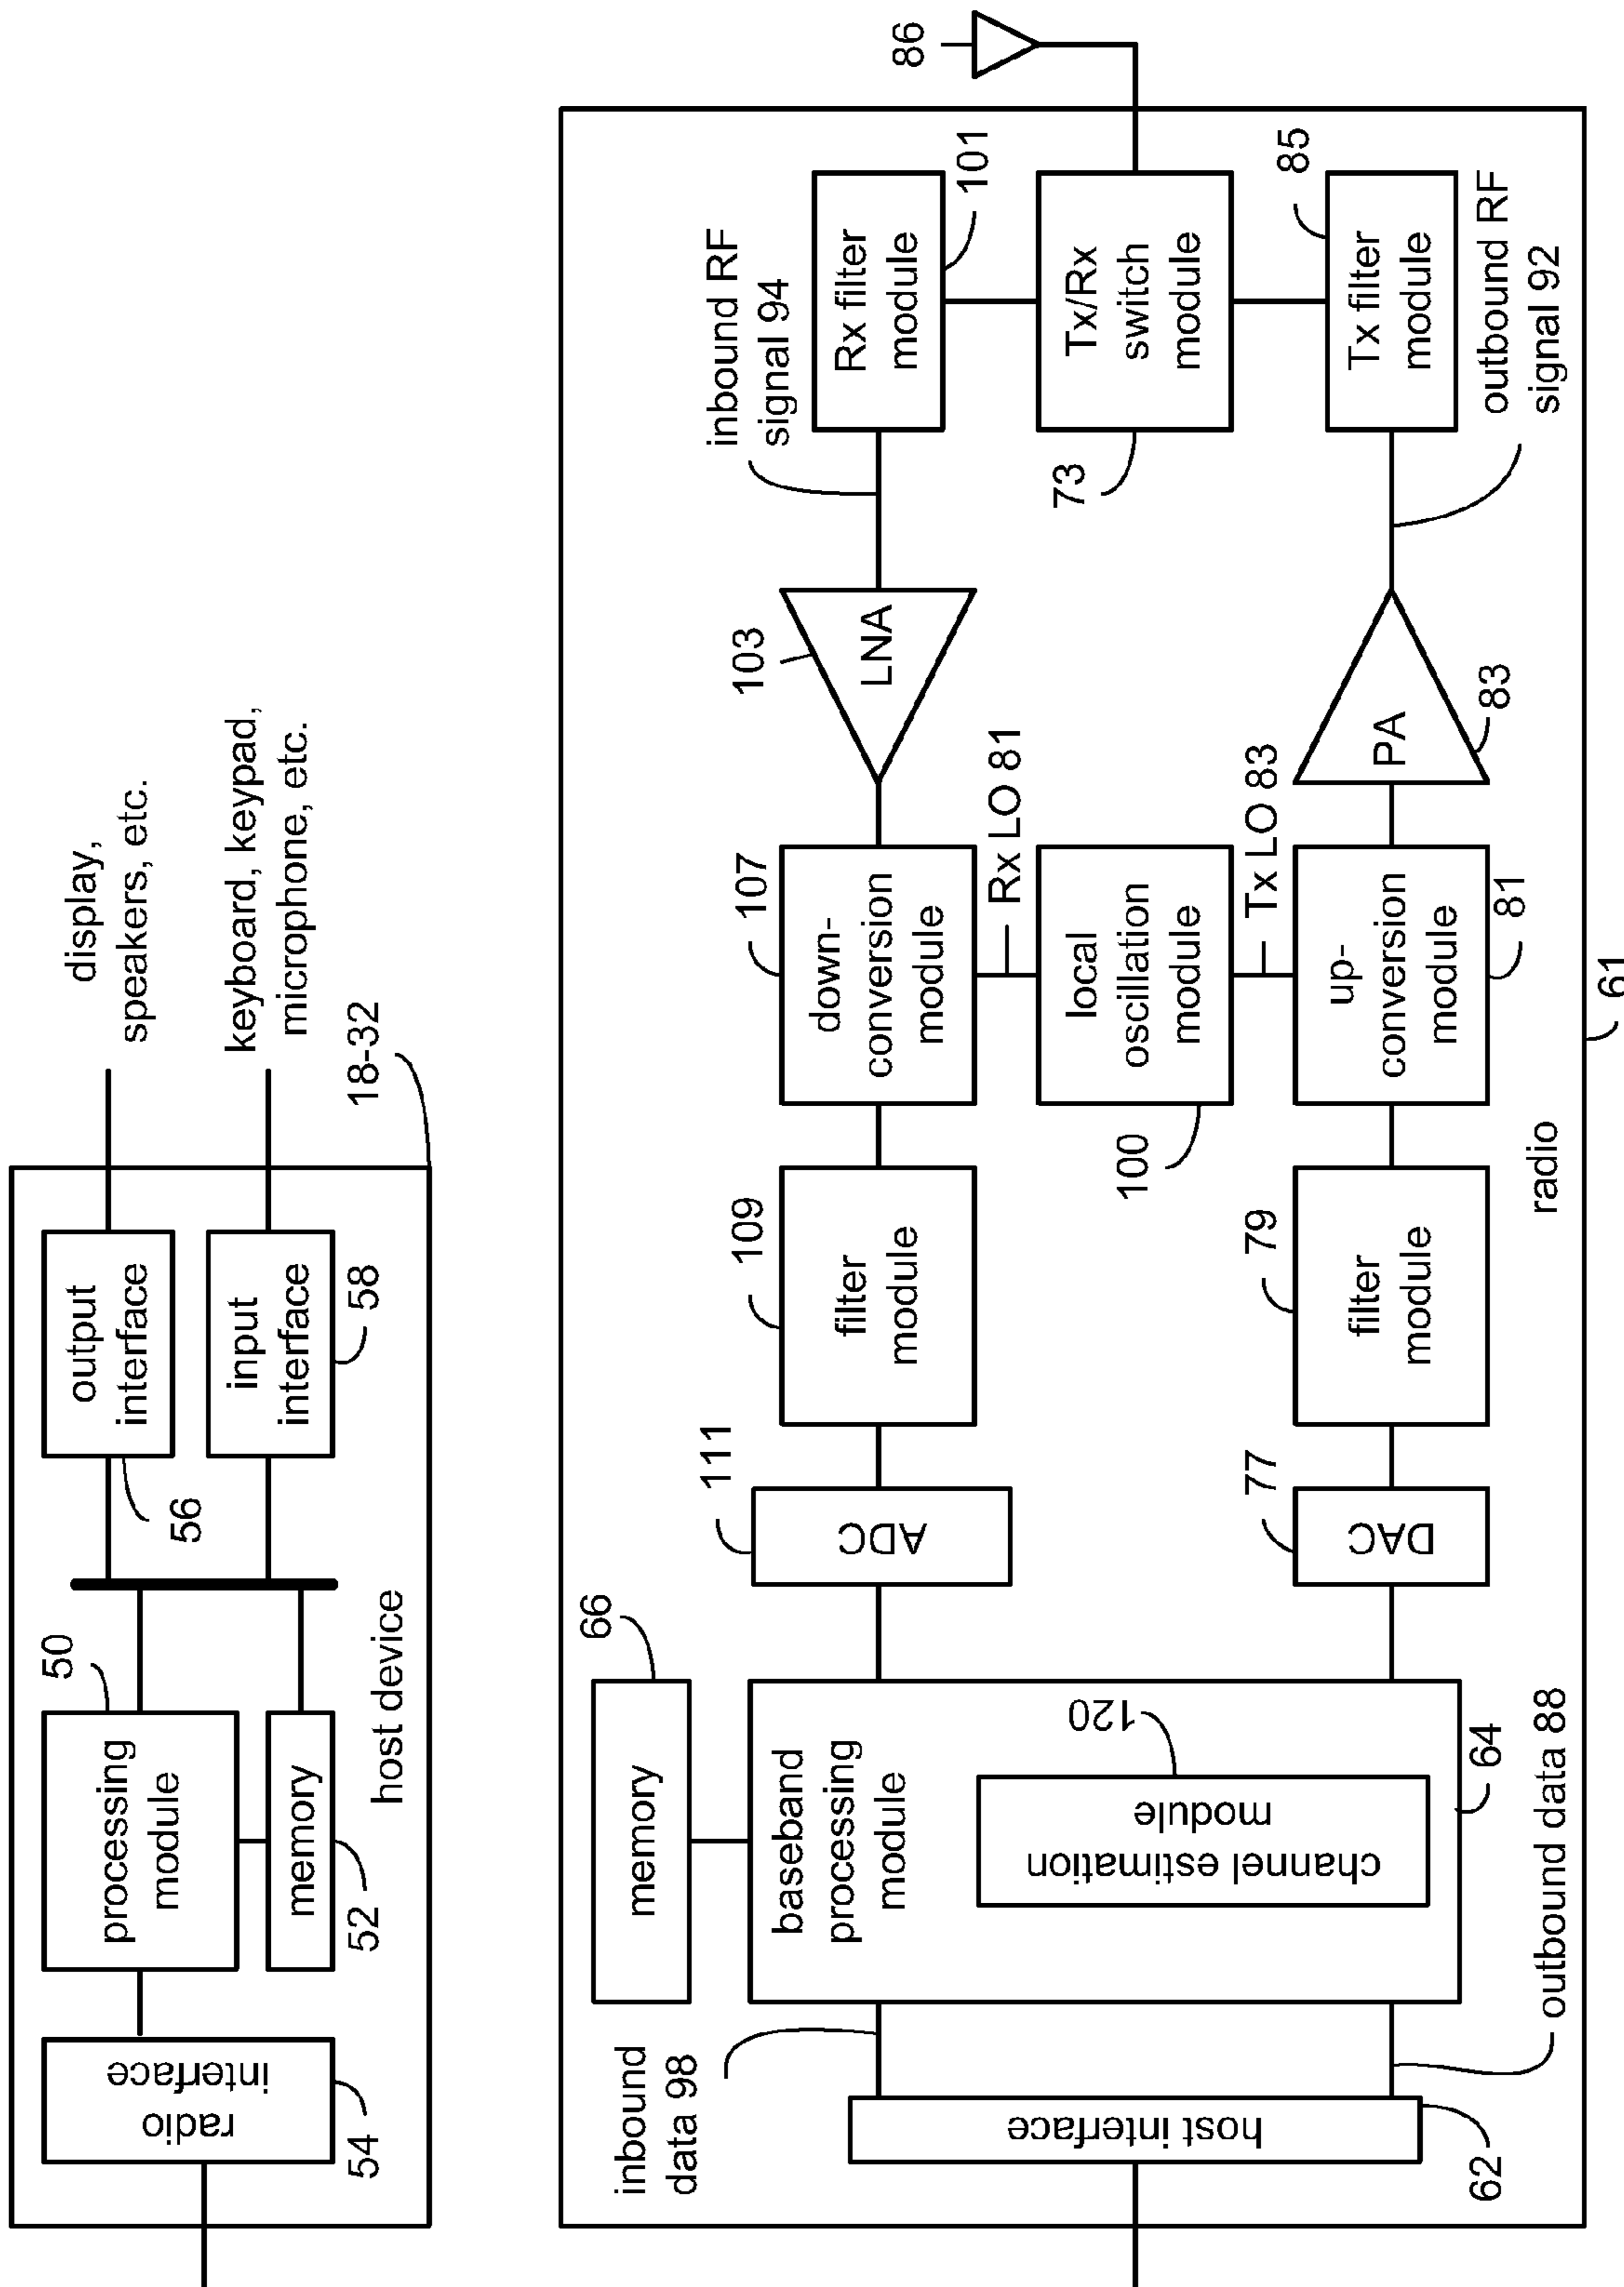 display,
speakers, etc.
keyboard, keypad,
microphone, etc.
18-32
output
interface
56
input
interface
58
50
processing
module
memory
52
host device
radio
interface
54
86
Rx filter
module
101
inbound RF
signal 94
Tx/Rx
switch
module
73
85
Tx filter
module
outbound RF
signal 92
103
LNA
PA
83
107
down-
conversion
module
Rx LO 81
local
oscillation
module
100
Tx LO 83
up-
conversion
module
81
109
filter
module
79
filter
module
radio
61
111
ADC
77
DAC
66
memory
baseband
processing
module
120
channel estimation
module
64
inbound
data 98
outbound data 88
host interface
62